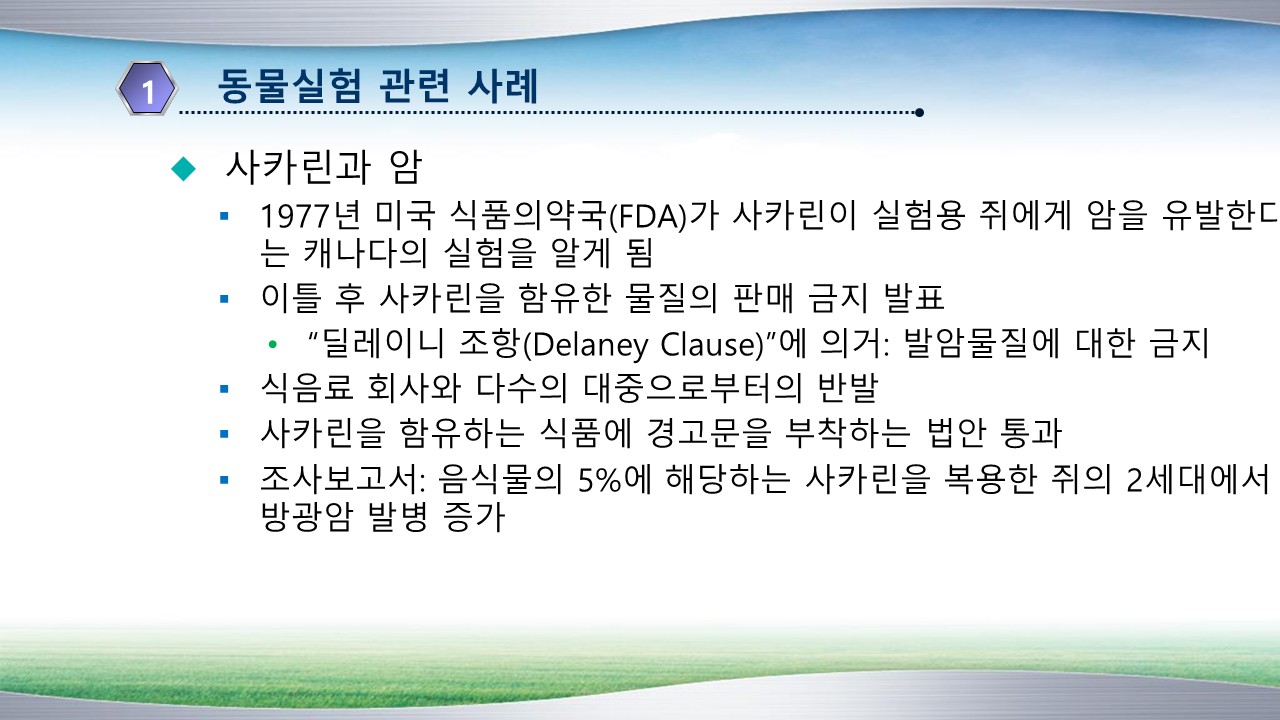 1
동물실험 관련 사례
사카린과 암
1977년 미국 식품의약국(FDA)가 사카린이 실험용 쥐에게 암을 유발한다
는 캐나다의 실험을 알게 됨
이틀 후 사카린을 함유한 물질의 판매 금지 발표
“딜레이니 조항(Delaney Clause)”에 의거: 발암물질에 대한 금지
식음료 회사와 다수의 대중으로부터의 반발
사카린을 함유하는 식품에 경고문을 부착하는 법안 통과
조사보고서: 음식물의 5%에 해당하는 사카린을 복용한 쥐의 2세대에서
방광암 발병 증가